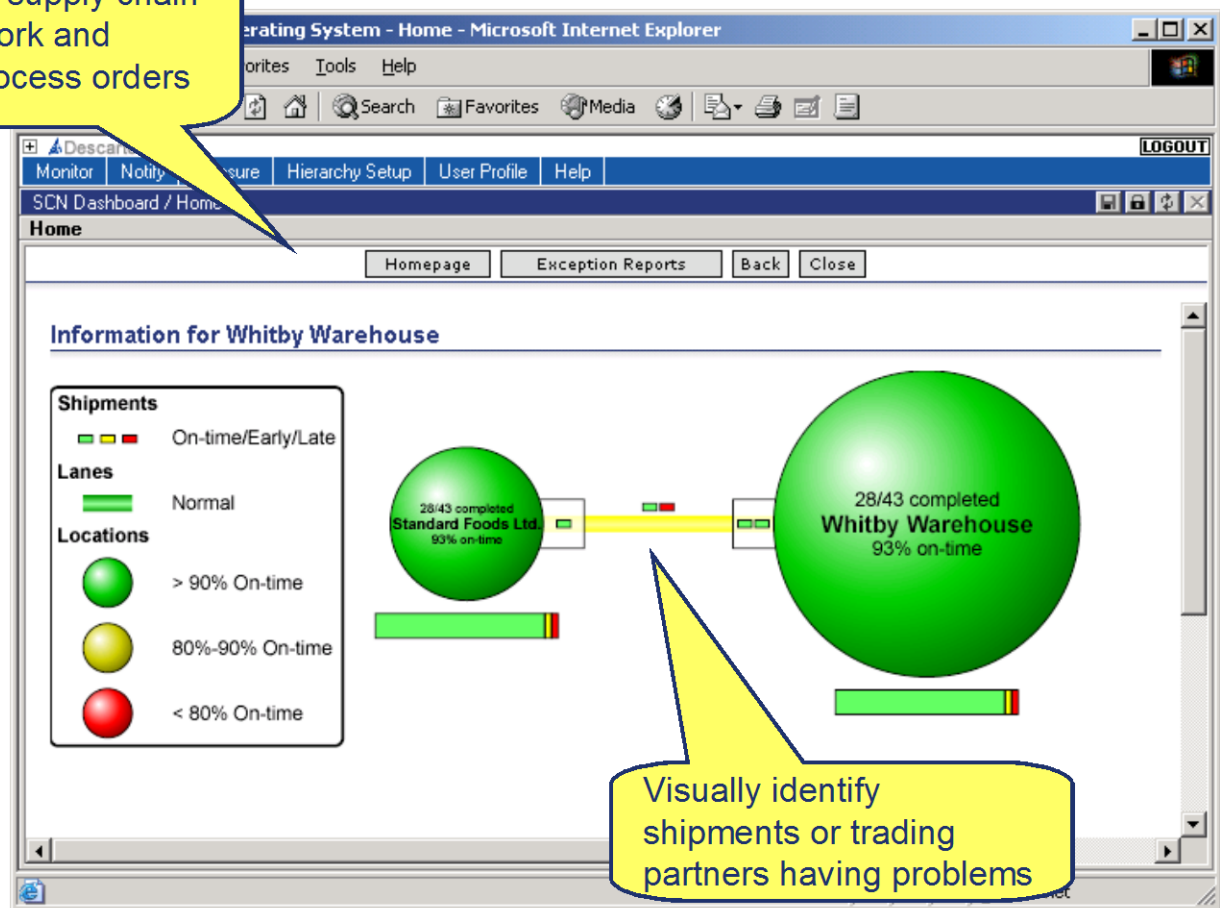 supply chain
ork and
ocess orders
erating System - Home - Microsoft Internet Explorer
orites Tools Help
Search Favorites Media
Descart
LOGOUT
Monitor Notify sure Hierarchy Setup User Profile Help
SCN Dashboard / Home
Home
Homepage Exception Reports Back Close
Information for Whitby Warehouse
Shipments
On-time/Early/Late
Lanes
Normal
Locations
> 90% On-time
80%-90% On-time
< 80% On-time
28/43 completed
Standard Foods Ltd.
93% on-time
28/43 completed
Whitby Warehouse
93% on-time
Visually identify
shipments or trading
partners having problems